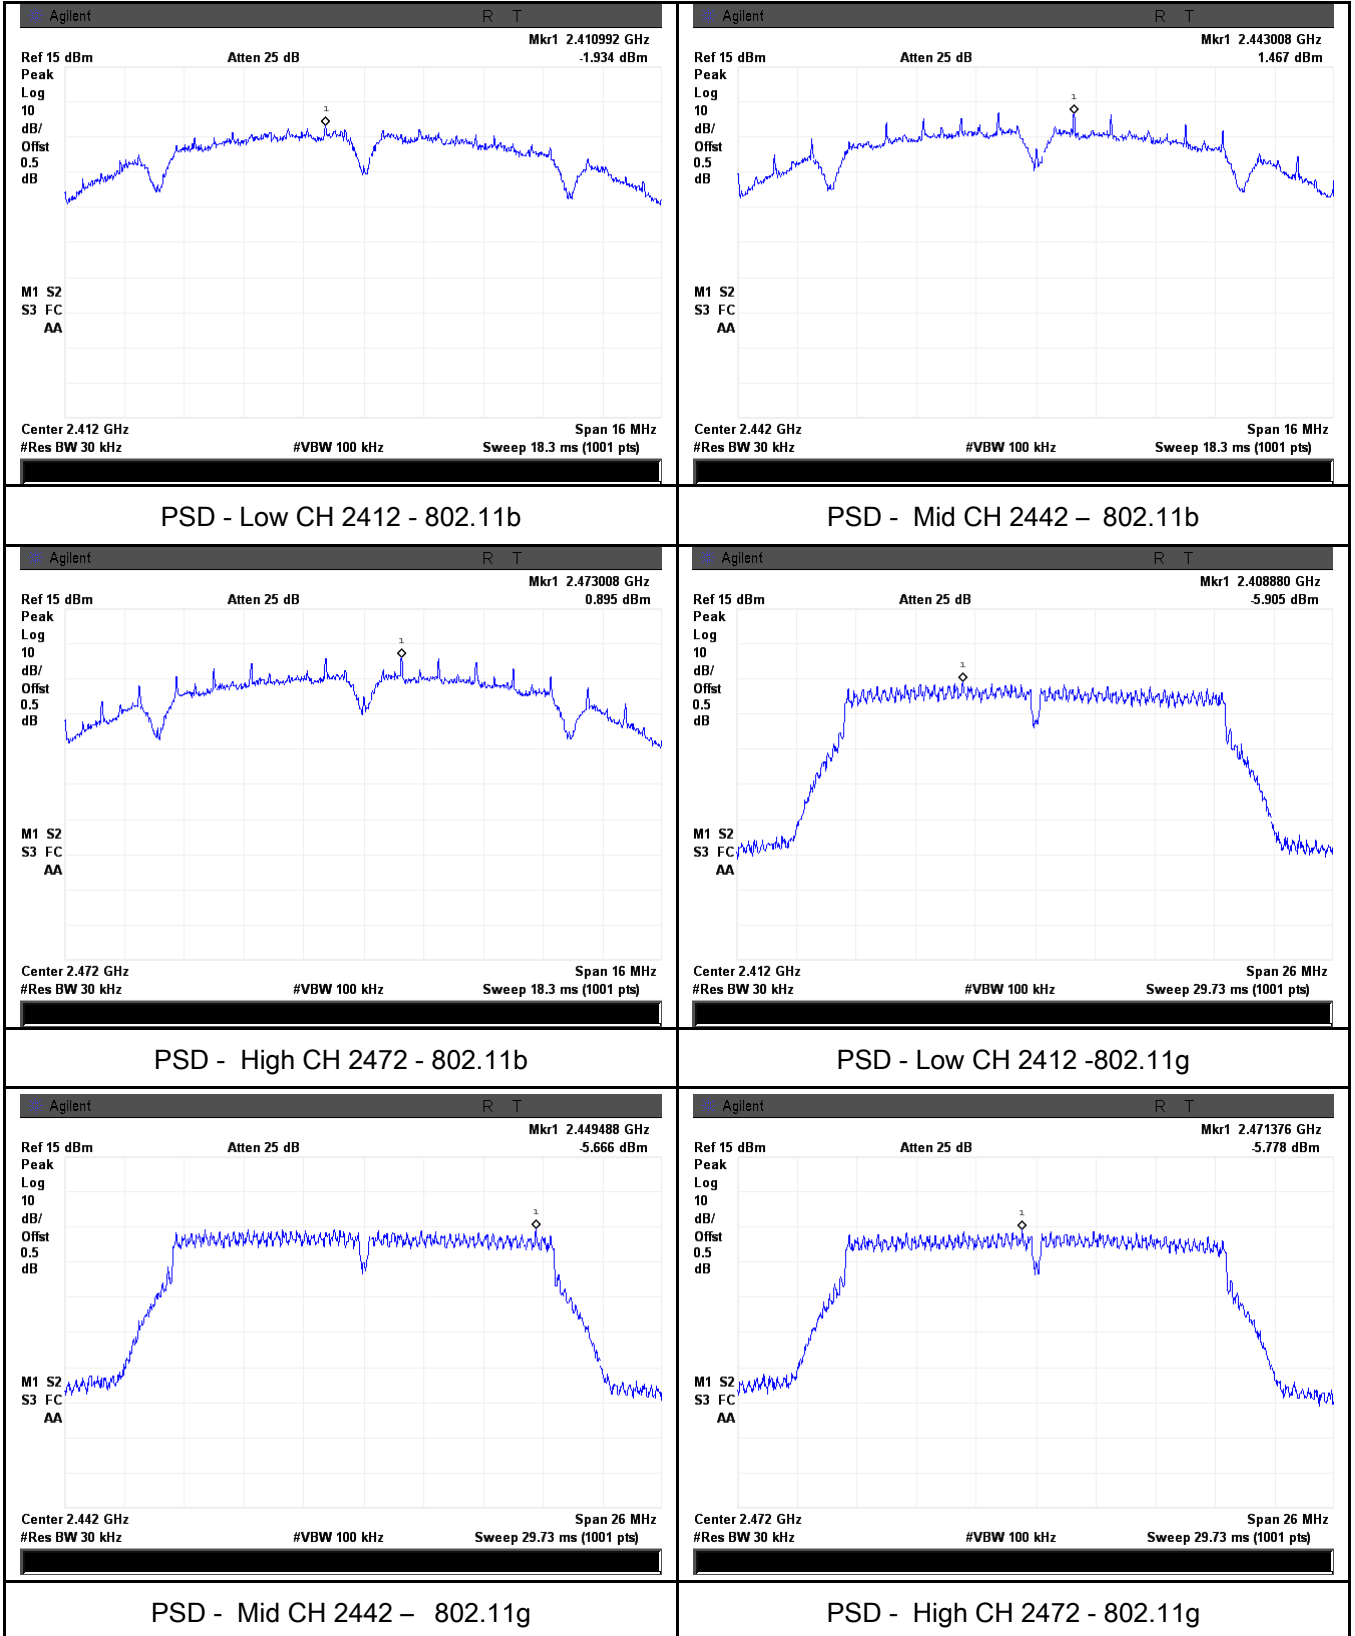 Agilent R T
Mkr1 2.410992 GHz
Ref 15 dBm Atten 25 dB -1.934 dBm
Peak
Log
10
dB/
Offst
0.5
dB
1
M1 S2
S3 FC
AA
Center 2.412 GHz Span 16 MHz
#Res BW 30 kHz #VBW 100 kHz Sweep 18.3 ms (1001 pts)
PSD - Low CH 2412 - 802.11b
Agilent R T
Mkr1 2.443008 GHz
Ref 15 dBm Atten 25 dB 1.467 dBm
Peak
Log
10
dB/
Offst
0.5
dB
1
M1 S2
S3 FC
AA
Center 2.442 GHz Span 16 MHz
#Res BW 30 kHz #VBW 100 kHz Sweep 18.3 ms (1001 pts)
PSD - Mid CH 2442 – 802.11b
Agilent R T
Mkr1 2.473008 GHz
Ref 15 dBm Atten 25 dB 0.895 dBm
Peak
Log
10
dB/
Offst
0.5
dB
1
M1 S2
S3 FC
AA
Center 2.472 GHz Span 16 MHz
#Res BW 30 kHz #VBW 100 kHz Sweep 18.3 ms (1001 pts)
PSD - High CH 2472 - 802.11b
Agilent R T
Mkr1 2.408880 GHz
Ref 15 dBm Atten 25 dB -5.905 dBm
Peak
Log
10
dB/
Offst
0.5
dB
1
M1 S2
S3 FC
AA
Center 2.412 GHz Span 26 MHz
#Res BW 30 kHz #VBW 100 kHz Sweep 29.73 ms (1001 pts)
PSD - Low CH 2412 -802.11g
Agilent R T
Mkr1 2.449488 GHz
Ref 15 dBm Atten 25 dB -5.666 dBm
Peak
Log
10
dB/
Offst
0.5
dB
1
M1 S2
S3 FC
AA
Center 2.442 GHz Span 26 MHz
#Res BW 30 kHz #VBW 100 kHz Sweep 29.73 ms (1001 pts)
PSD - Mid CH 2442 – 802.11g
Agilent R T
Mkr1 2.471376 GHz
Ref 15 dBm Atten 25 dB -5.778 dBm
Peak
Log
10
dB/
Offst
0.5
dB
1
M1 S2
S3 FC
AA
Center 2.472 GHz Span 26 MHz
#Res BW 30 kHz #VBW 100 kHz Sweep 29.73 ms (1001 pts)
PSD - High CH 2472 - 802.11g